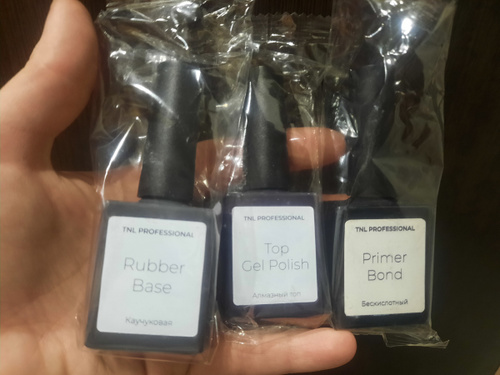 TNL PROFESSIONAL
Rubber
Base
Каучуковая
TNL PROFESSIONAL
Top
Gel Polish
Алмазный топ
TNL PROFESSIONAL
Primer
Bond
Бескислотный